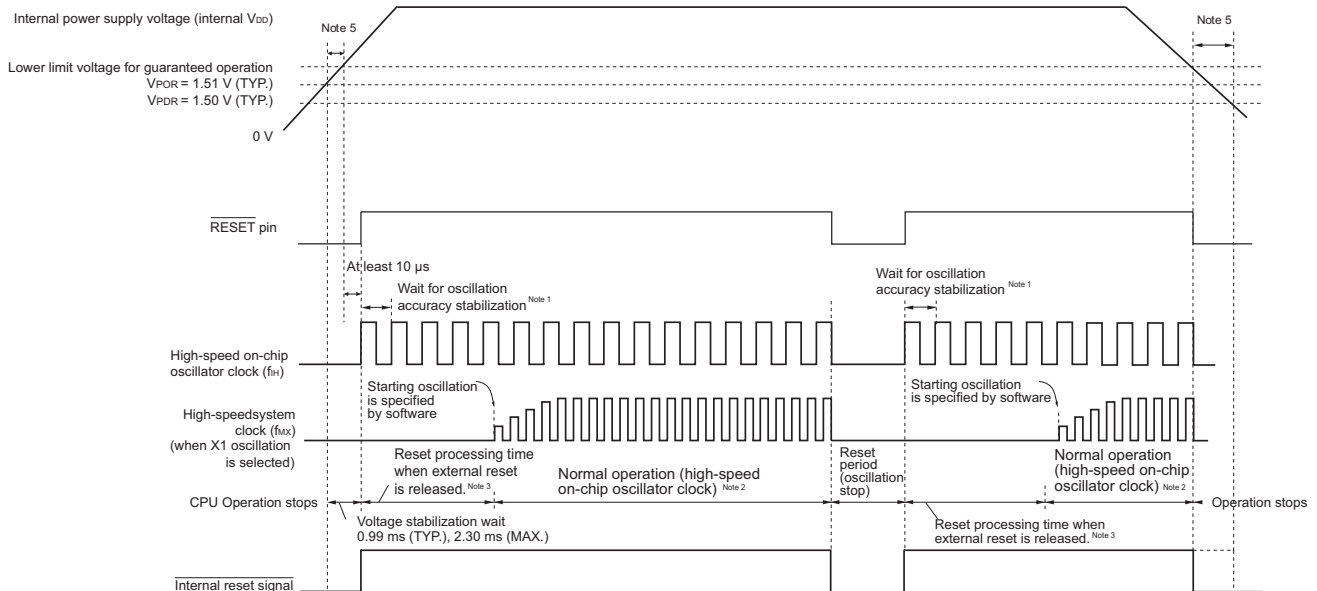 Internal power supply voltage (internal VDD)
Note 5
Note 5
Lower limit voltage for guaranteed operation
VPOR = 1.51 V (TYP.)
VPDR = 1.50 V (TYP.)
0 V
RESET pin
At least 10 µs
Wait for oscillation
accuracy stabilization Note 1
Wait for oscillation
accuracy stabilization Note 1
High-speed on-chip
oscillator clock (fIH)
Starting oscillation
is specified
by software
Starting oscillation
is specified by software
High-speedsystem
clock (fMX)
(when X1 oscillation
is selected)
Reset processing time
when external reset
is released. Note 3
Normal operation (high-speed
on-chip oscillator clock) Note 2
Reset
period
(oscillation
stop)
Normal operation
(high-speed on-chip
oscillator clock) Note 2
CPU Operation stops
Operation stops
Voltage stabilization wait
0.99 ms (TYP.), 2.30 ms (MAX.)
Reset processing time when
external reset is released. Note 3
Internal reset signal